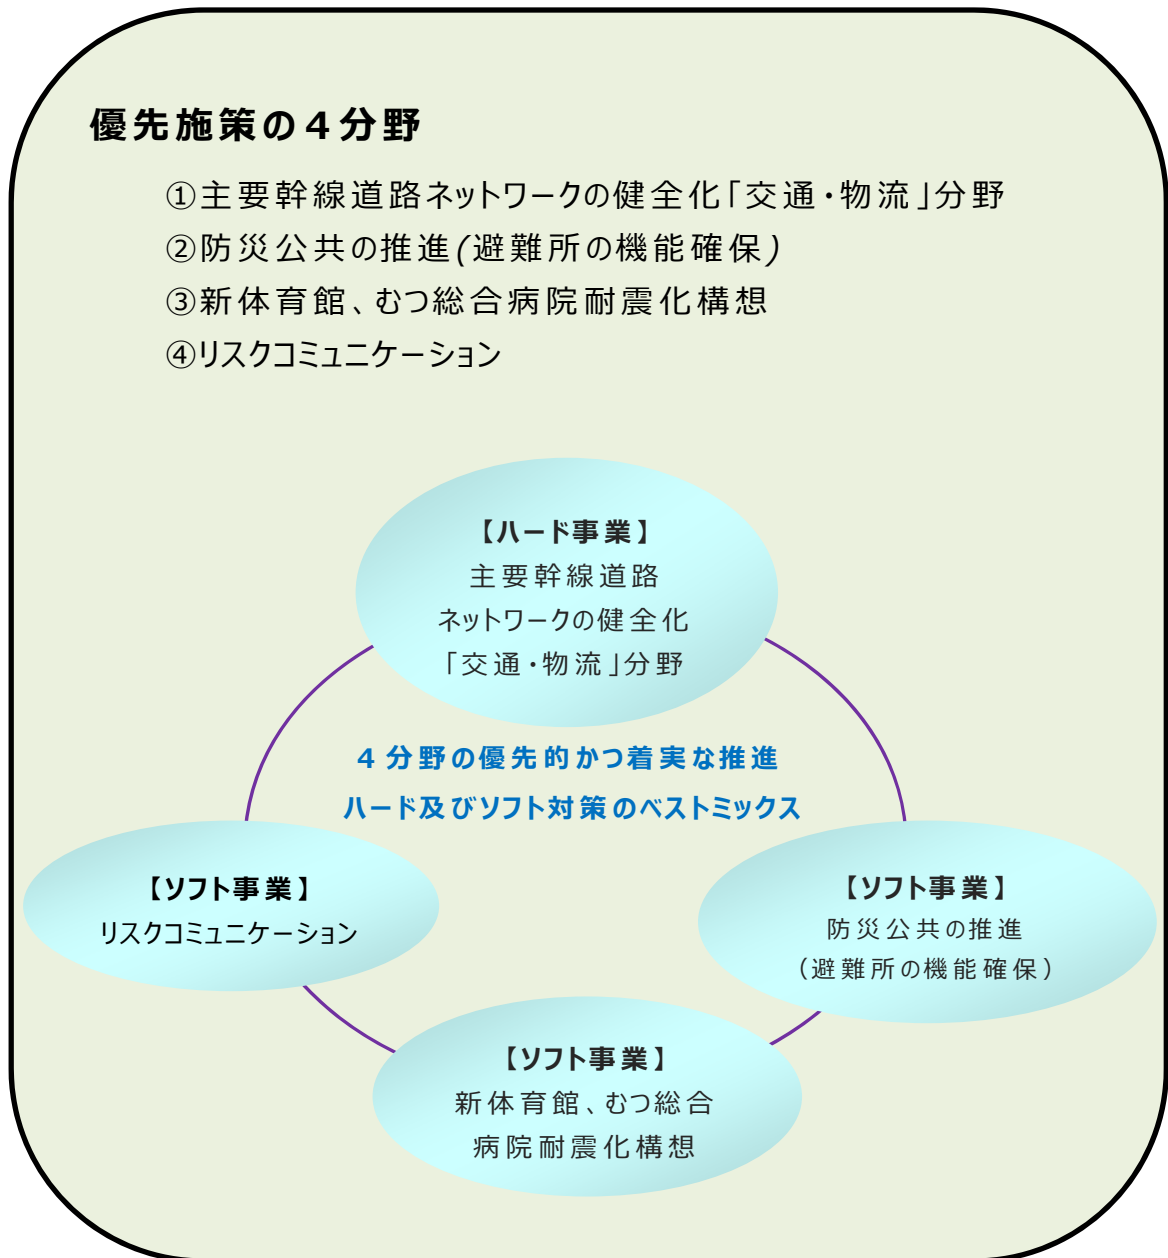 優先施策の４分野
①主要幹線道路ネットワークの健全化「交通・物流」分野
②防災公共の推進(避難所の機能確保)
③新体育館、むつ総合病院耐震化構想
④リスクコミュニケーション
【ハード事業】
主要幹線道路
ネットワークの健全化
「交通・物流」分野
４分野の優先的かつ着実な推進
ハード及びソフト対策のベストミックス
【ソフト事業】
リスクコミュニケーション
【ソフト事業】
防災公共の推進
（避難所の機能確保）
【ソフト事業】
新体育館、むつ総合
病院耐震化構想